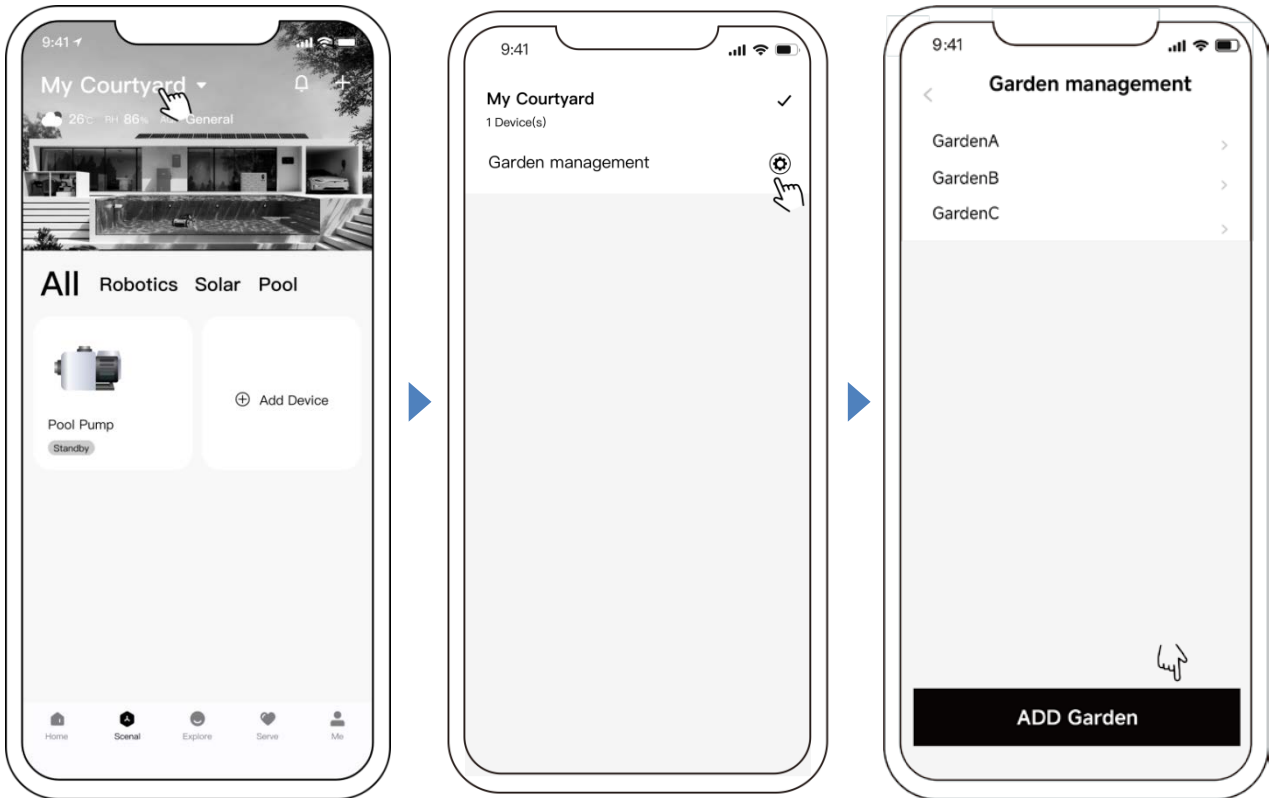 9:41
My Courtyard
26℃ RH 86% AQI General
All Robotics Solar Pool
Pool Pump
Standby
Add Device
Home Scenal Explore Serve Me
9:41
My Courtyard
1 Device(s)
Garden management
9:41
Garden management
GardenA
GardenB
GardenC
ADD Garden